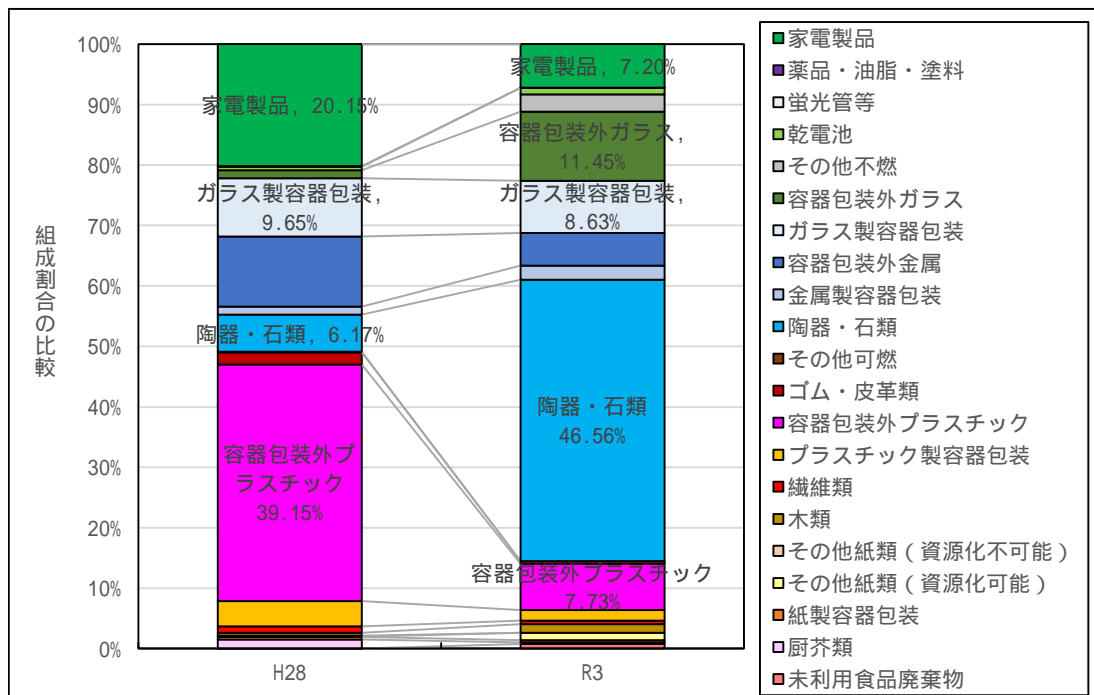 100%
90%
80%
70%
60%
50%
40%
30%
20%
10%
0%
組成割合の比較
家電製品, 20.15%
ガラス製容器包装,
9.65%
陶器・石類, 6.17%
容器包装外プ
ラスチック
39.15%
H28
家電製品, 7.20%
容器包装外ガラス,
11.45%
ガラス製容器包装,
8.63%
陶器・石類
46.56%
容器包装外プラスチック
7.73%
R3
家電製品
薬品・油脂・塗料
蛍光管等
乾電池
その他不燃
容器包装外ガラス
ガラス製容器包装
容器包装外金属
金属製容器包装
陶器・石類
その他可燃
ゴム・皮革類
容器包装外プラスチック
プラスチック製容器包装
繊維類
木類
その他紙類（資源化不可能）
その他紙類（資源化可能）
紙製容器包装
厨芥類
未利用食品廃棄物